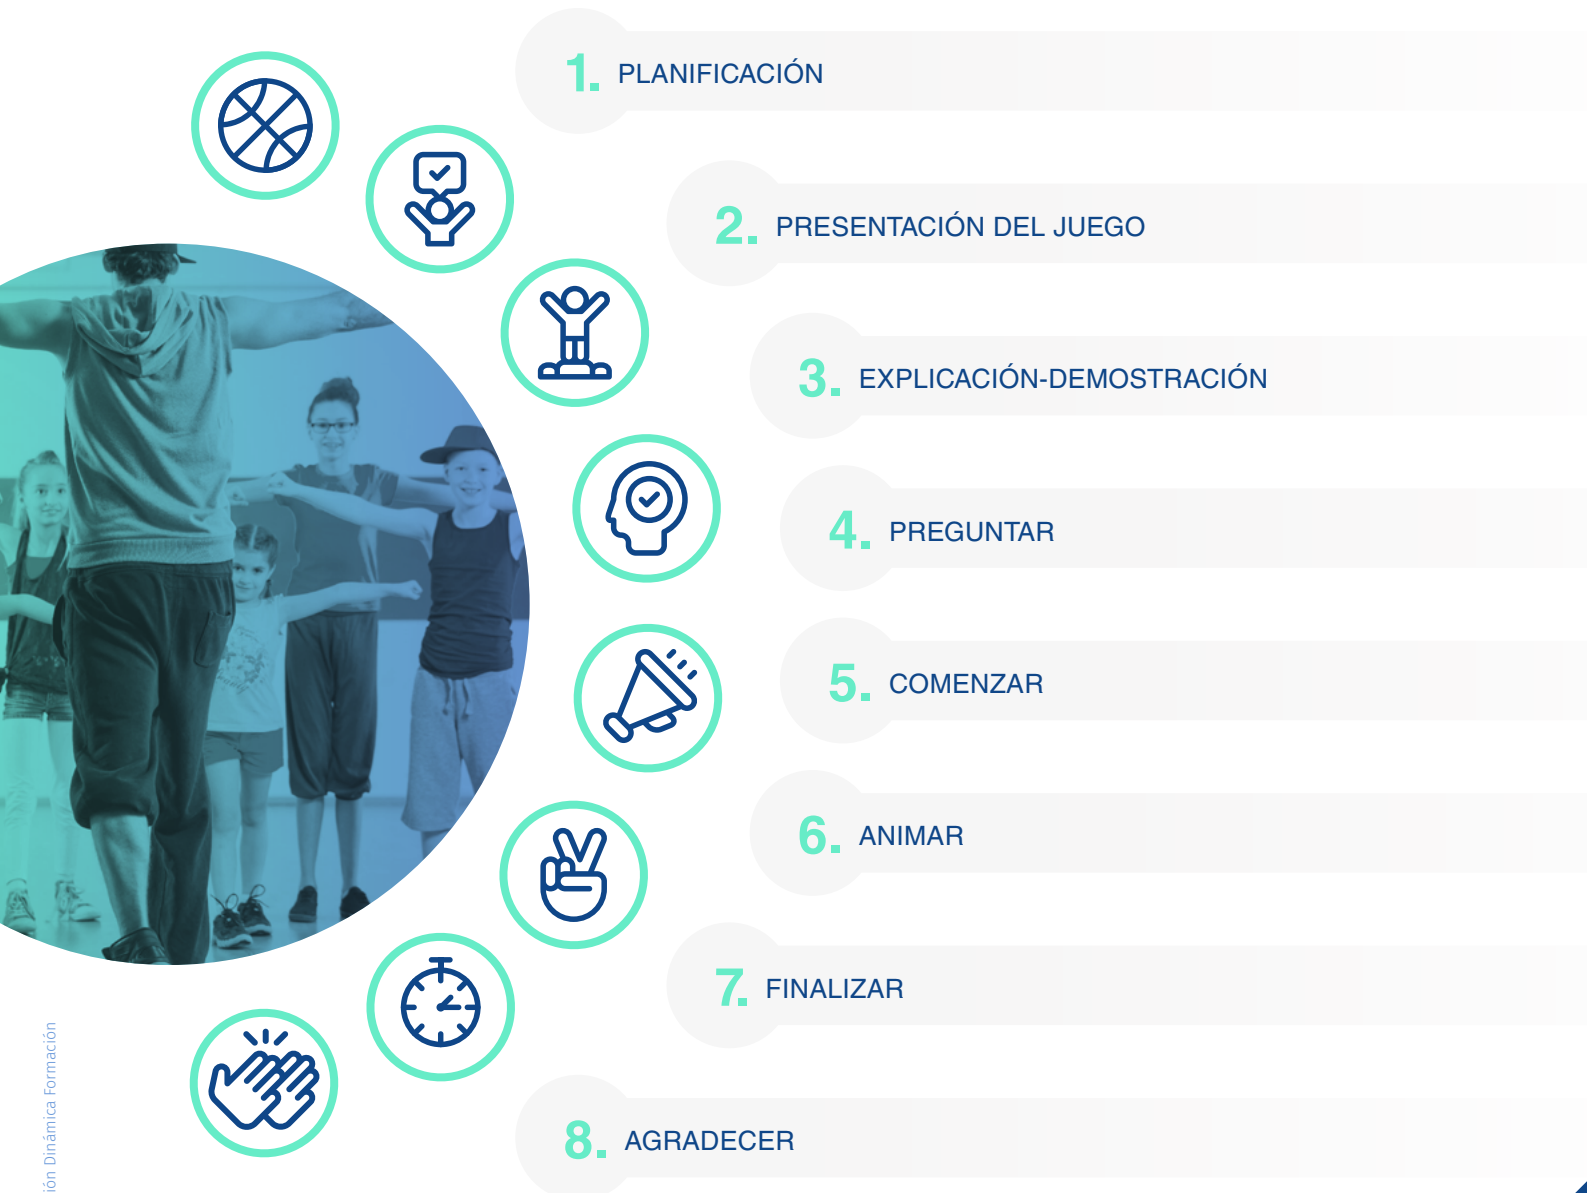 1. PLANIFICACIÓN
2. PRESENTACIÓN DEL JUEGO
3. EXPLICACIÓN-DEMOSTRACIÓN
4. PREGUNTAR
5. COMENZAR
6. ANIMAR
7. FINALIZAR
8. AGRADECER
Dinámica Formación